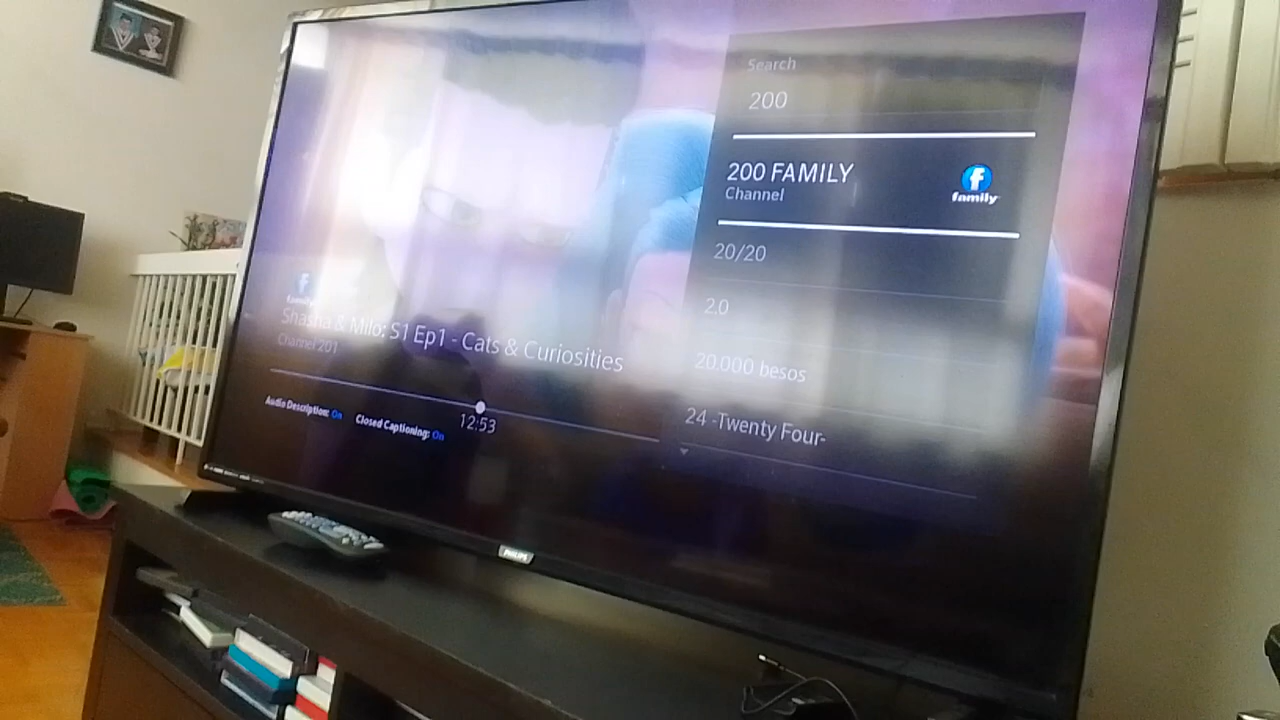 Search
200
200 FAMILY
Channel
family
20/20
2.0
20.000 besos
24 -Twenty Four-
family
Shasha & Milo: S1 Ep1 - Cats & Curiosities
Channel 201
12:53
Audio Description: On Closed Captioning: On
PHILIPS